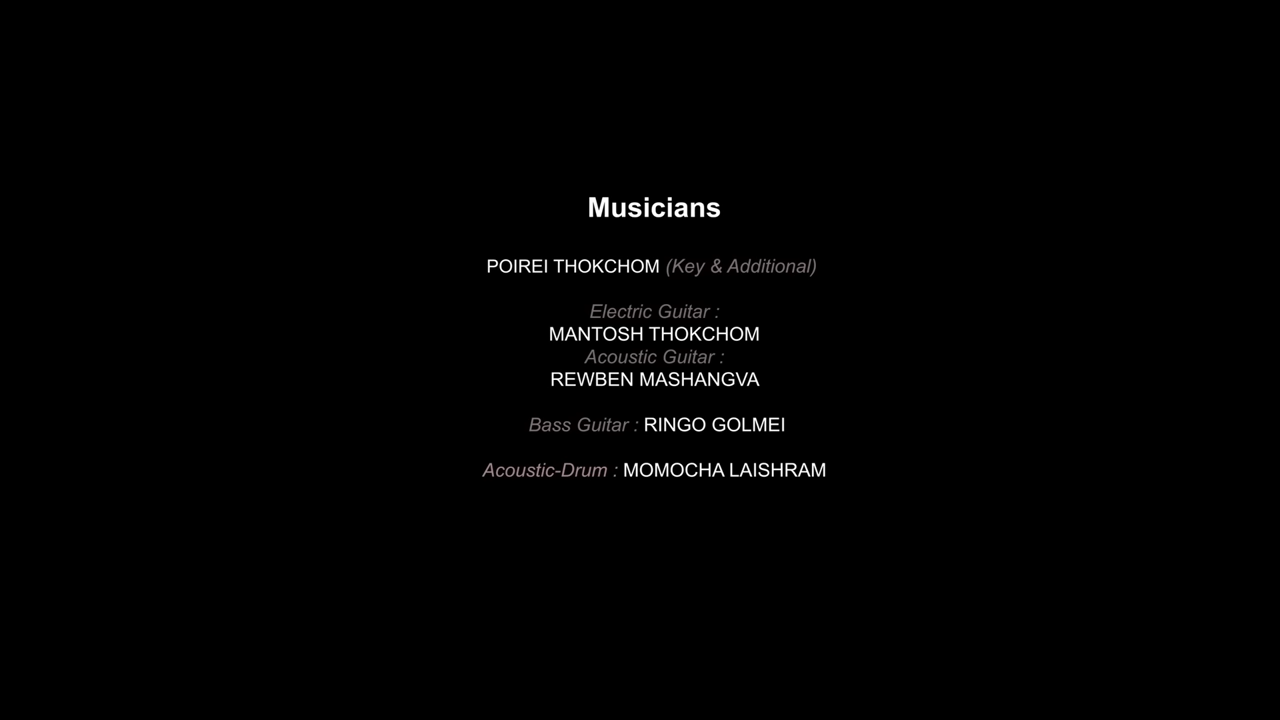 Musicians
POIREI THOKCHOM (Key & Additional)
Electric Guitar :
MANTOSH THOKCHOM
Acoustic Guitar :
REWBEN MASHANGVA
Bass Guitar : RINGO GOLMEI
Acoustic-Drum : MOMOCHA LAISHRAM